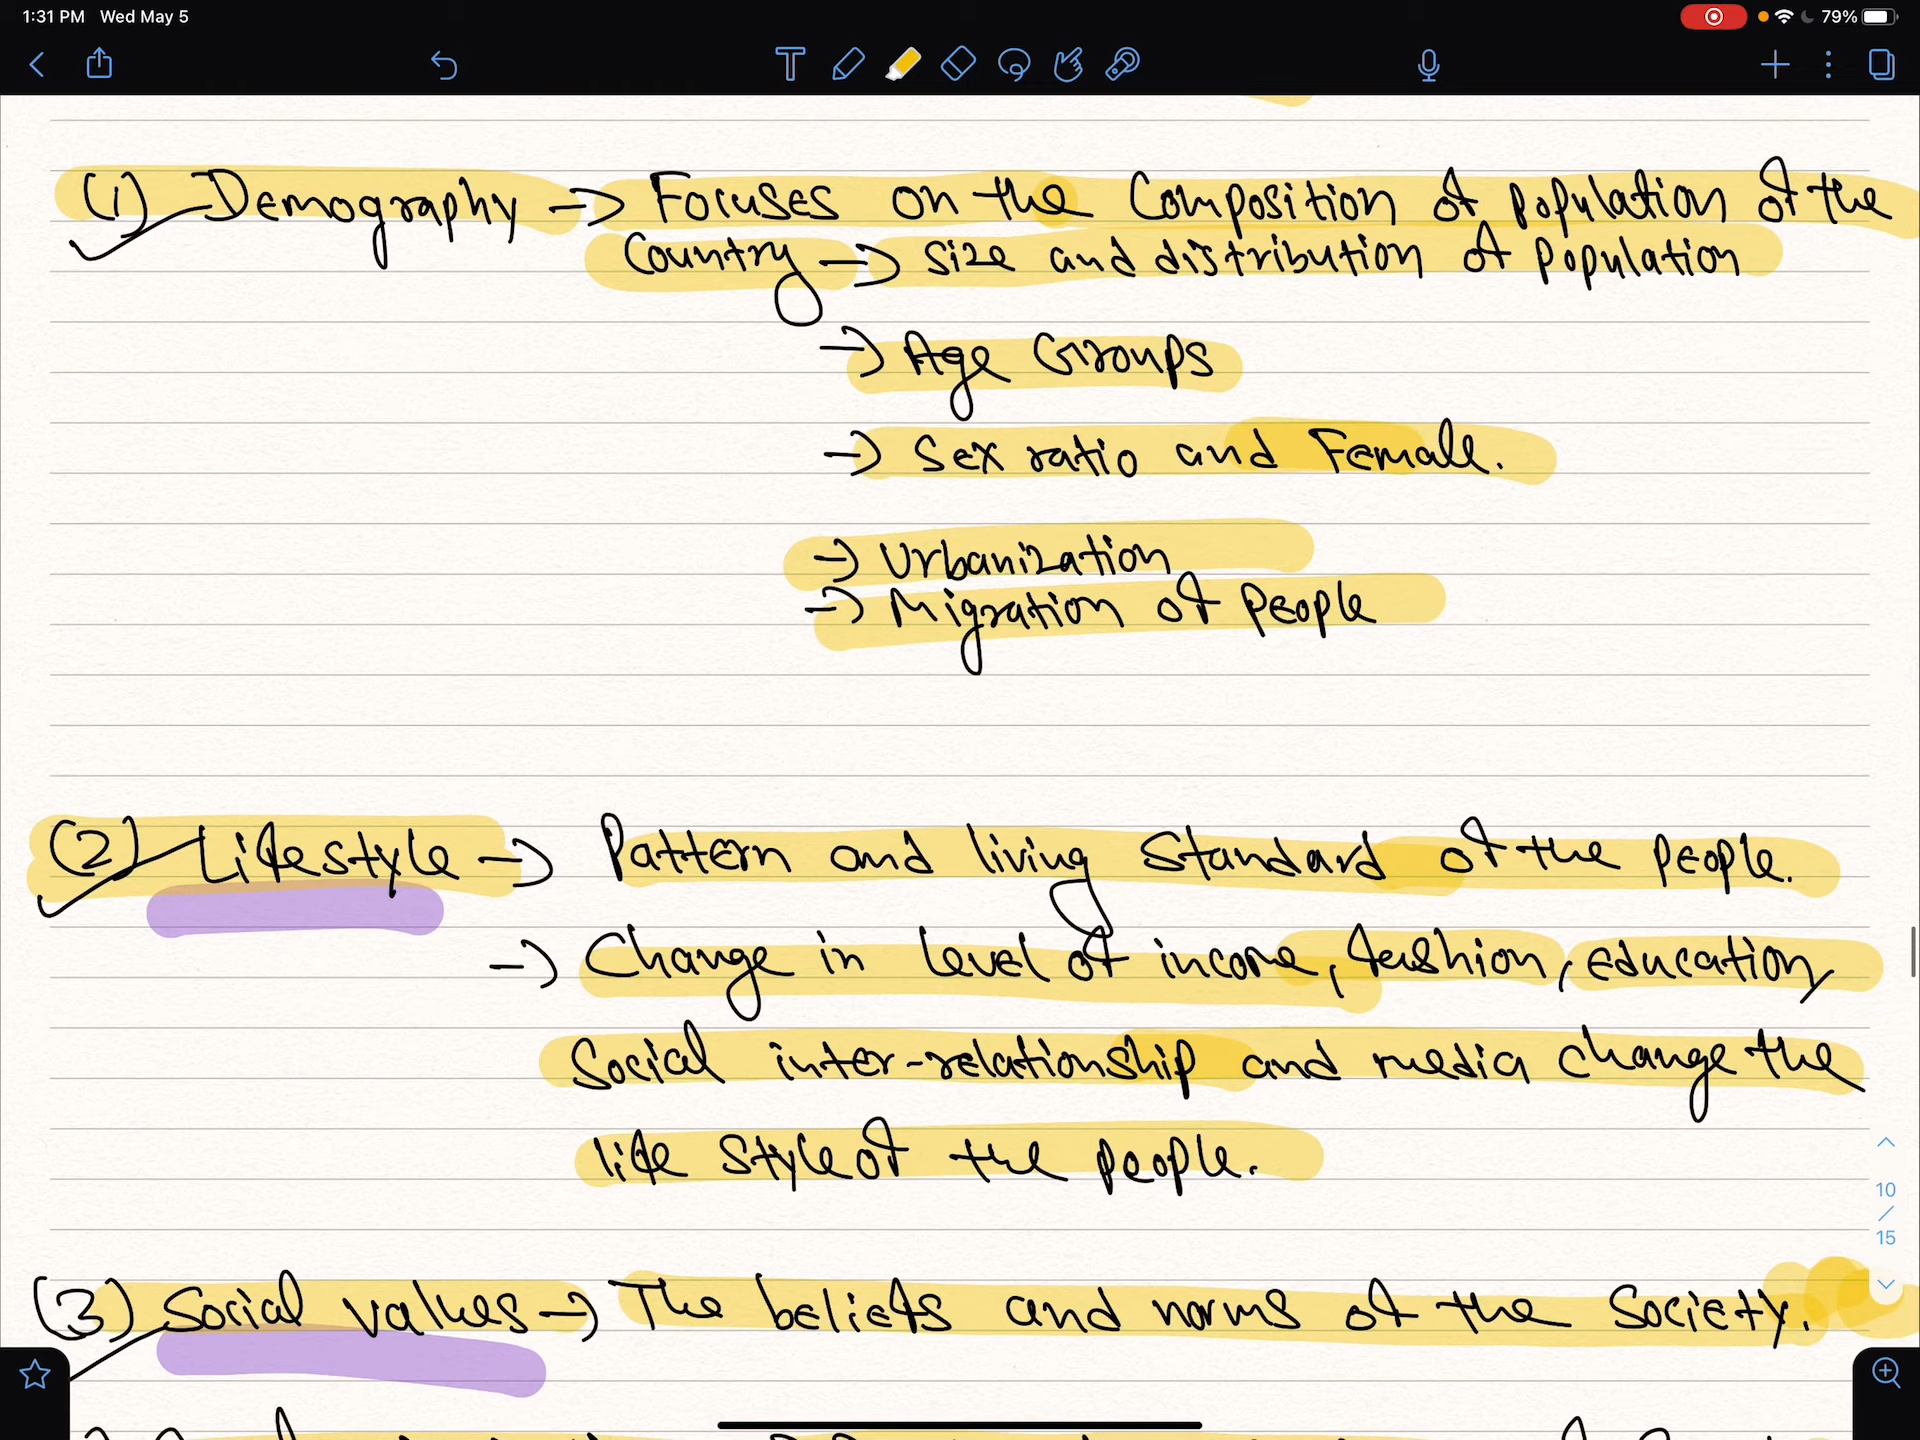 1:31 PM Wed May 5
79%
(1) Demography → Focuses on the Composition of population of the
Country → Size and distribution of population
→ Age Groups
→ Sex ratio and Female.
→ Urbanization
→ Migration of People
(2) Lifestyle → Pattern and living Standard of the people.
→ Change in level of income, fashion, education,
Social inter-relationship and media change the
life style of the people.
10
/
15
(3) Social values → The beliefs and norms of the Society.